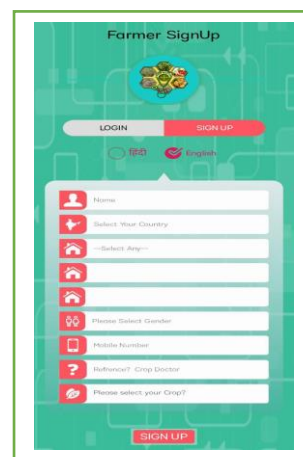 Farmer SignUp
LOGIN SIGN UP
हिंदी English
Name
Select Your Country
--Select Any--
Please Select Gender
Mobile Number
Refrence? Crop Doctor
Please select your Crop?
SIGN UP